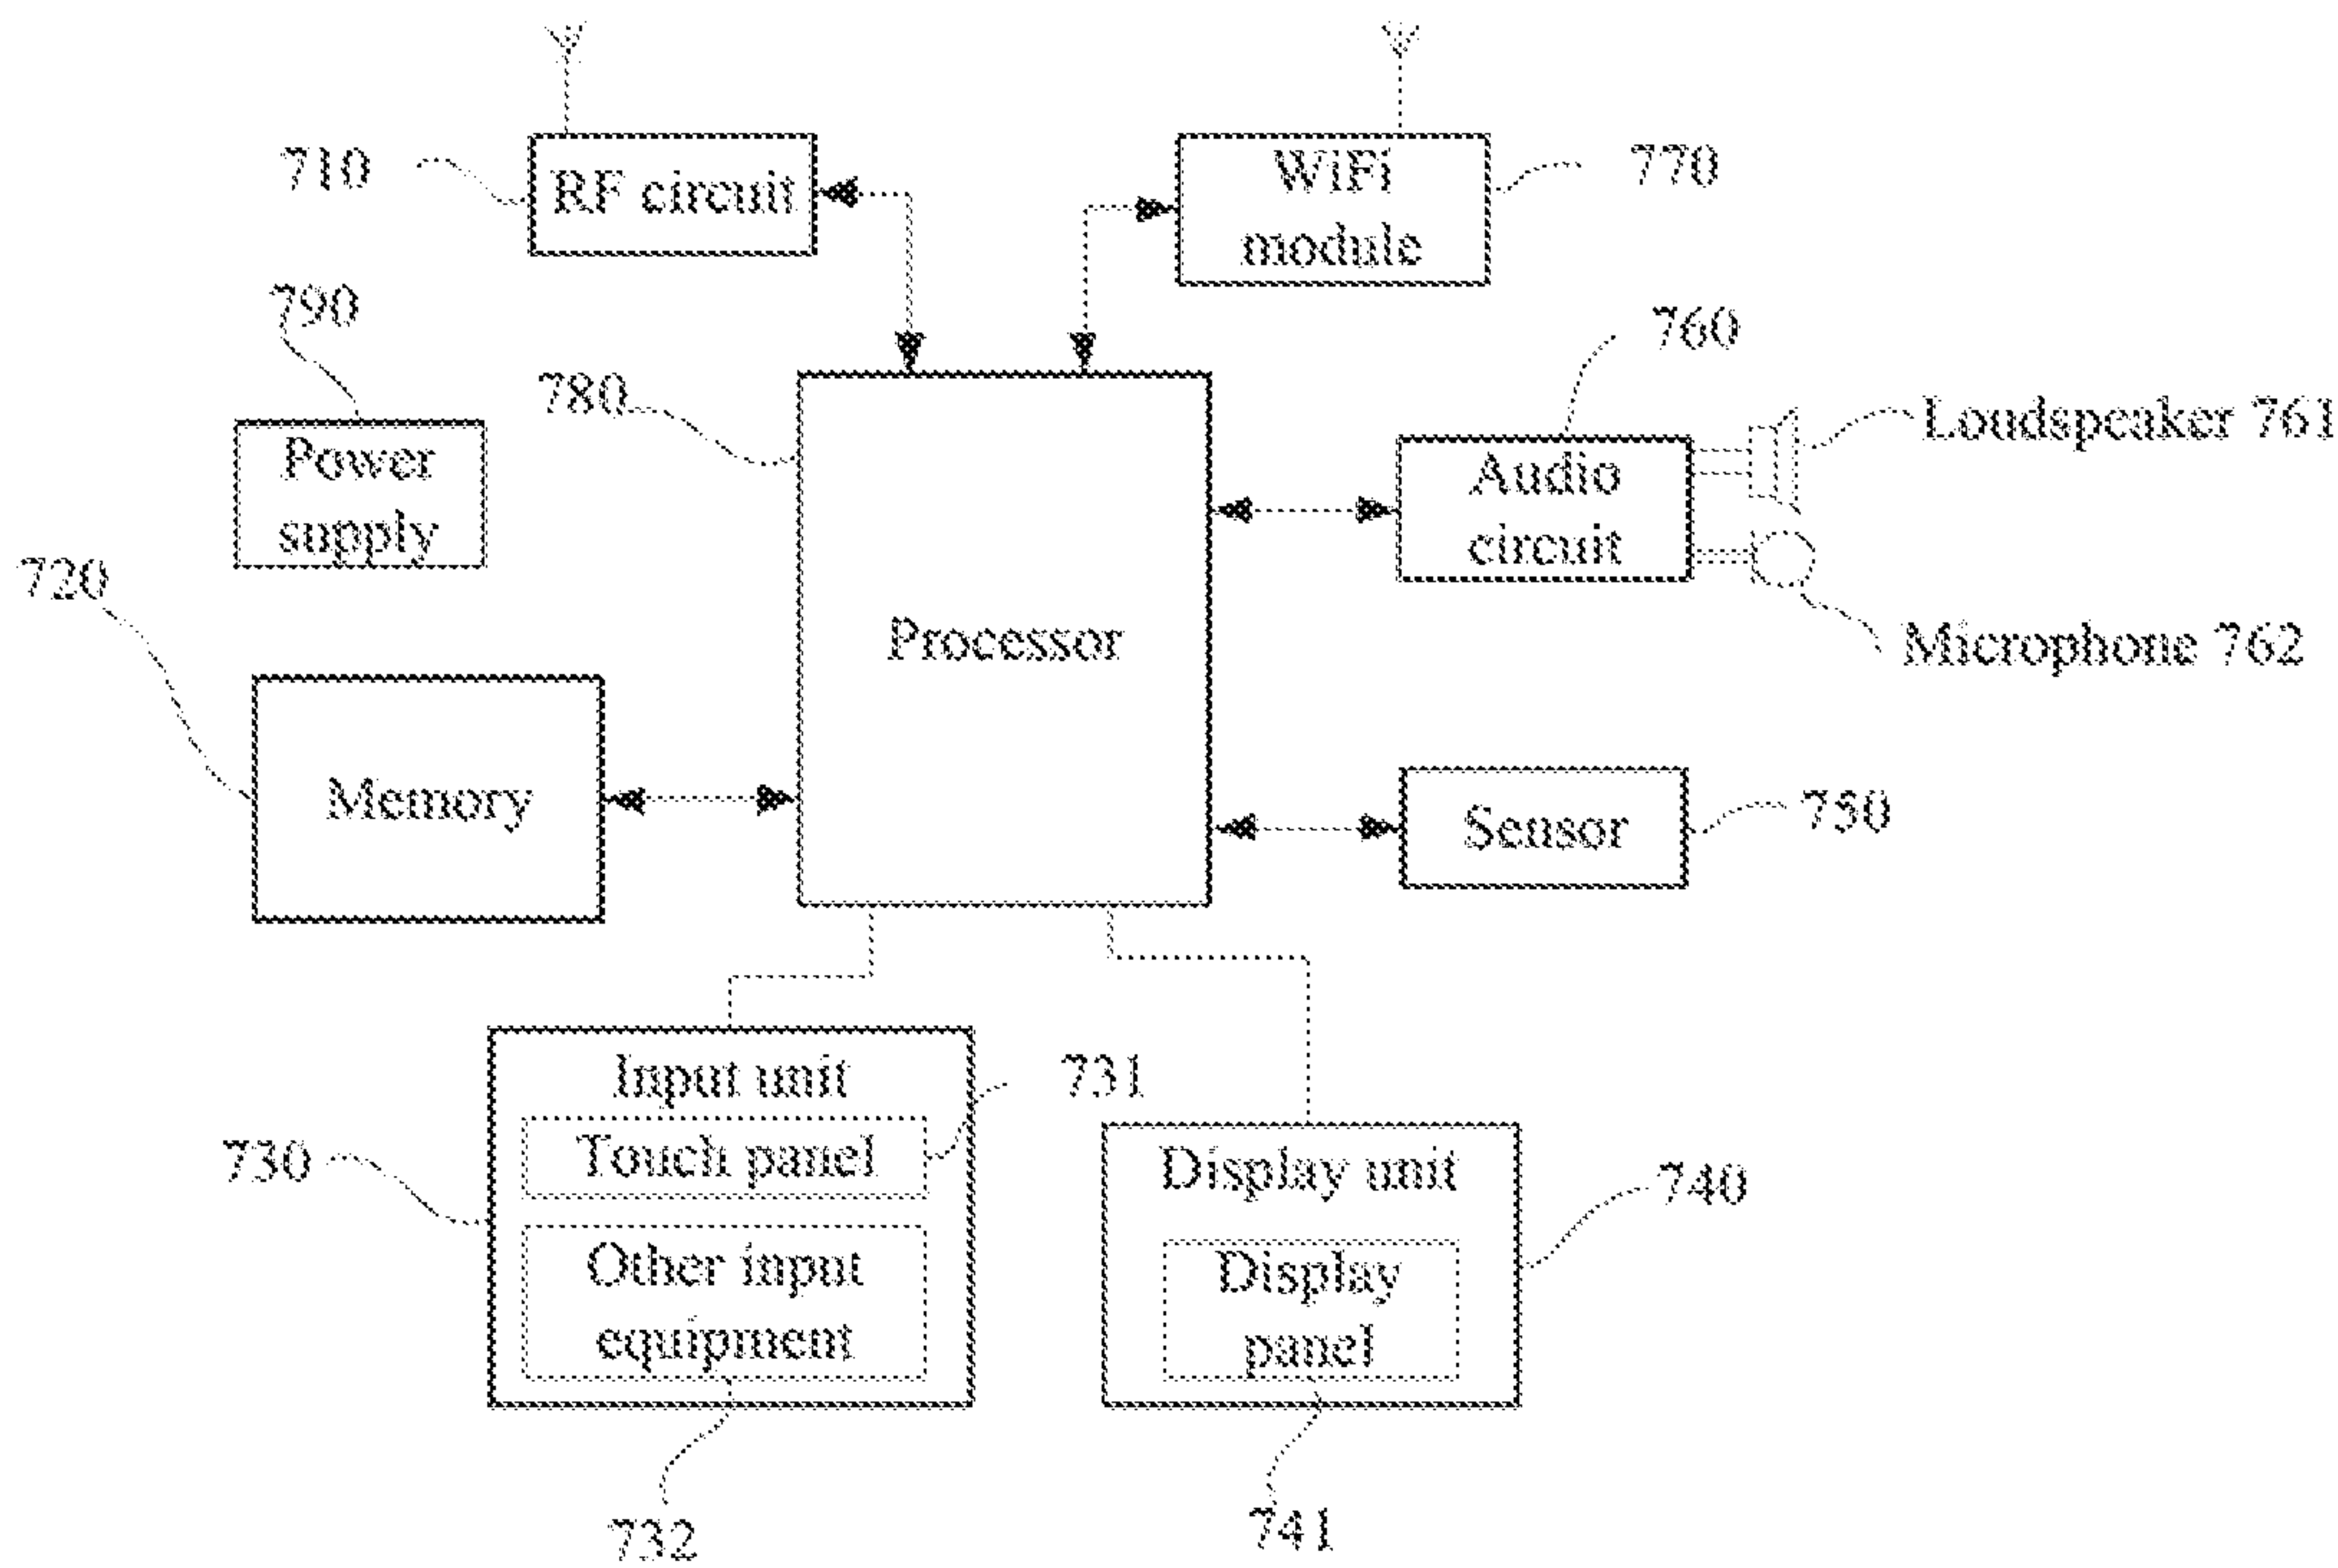 710
RF circuit
WiFi
module
770
790
780
760
Power
supply
Audio
circuit
Loudspeaker 761
720
Processor
Microphone 762
Memory
Sensor
750
Input unit
731
730
Touch panel
Display unit
740
Other input
equipment
Display
panel
732
741